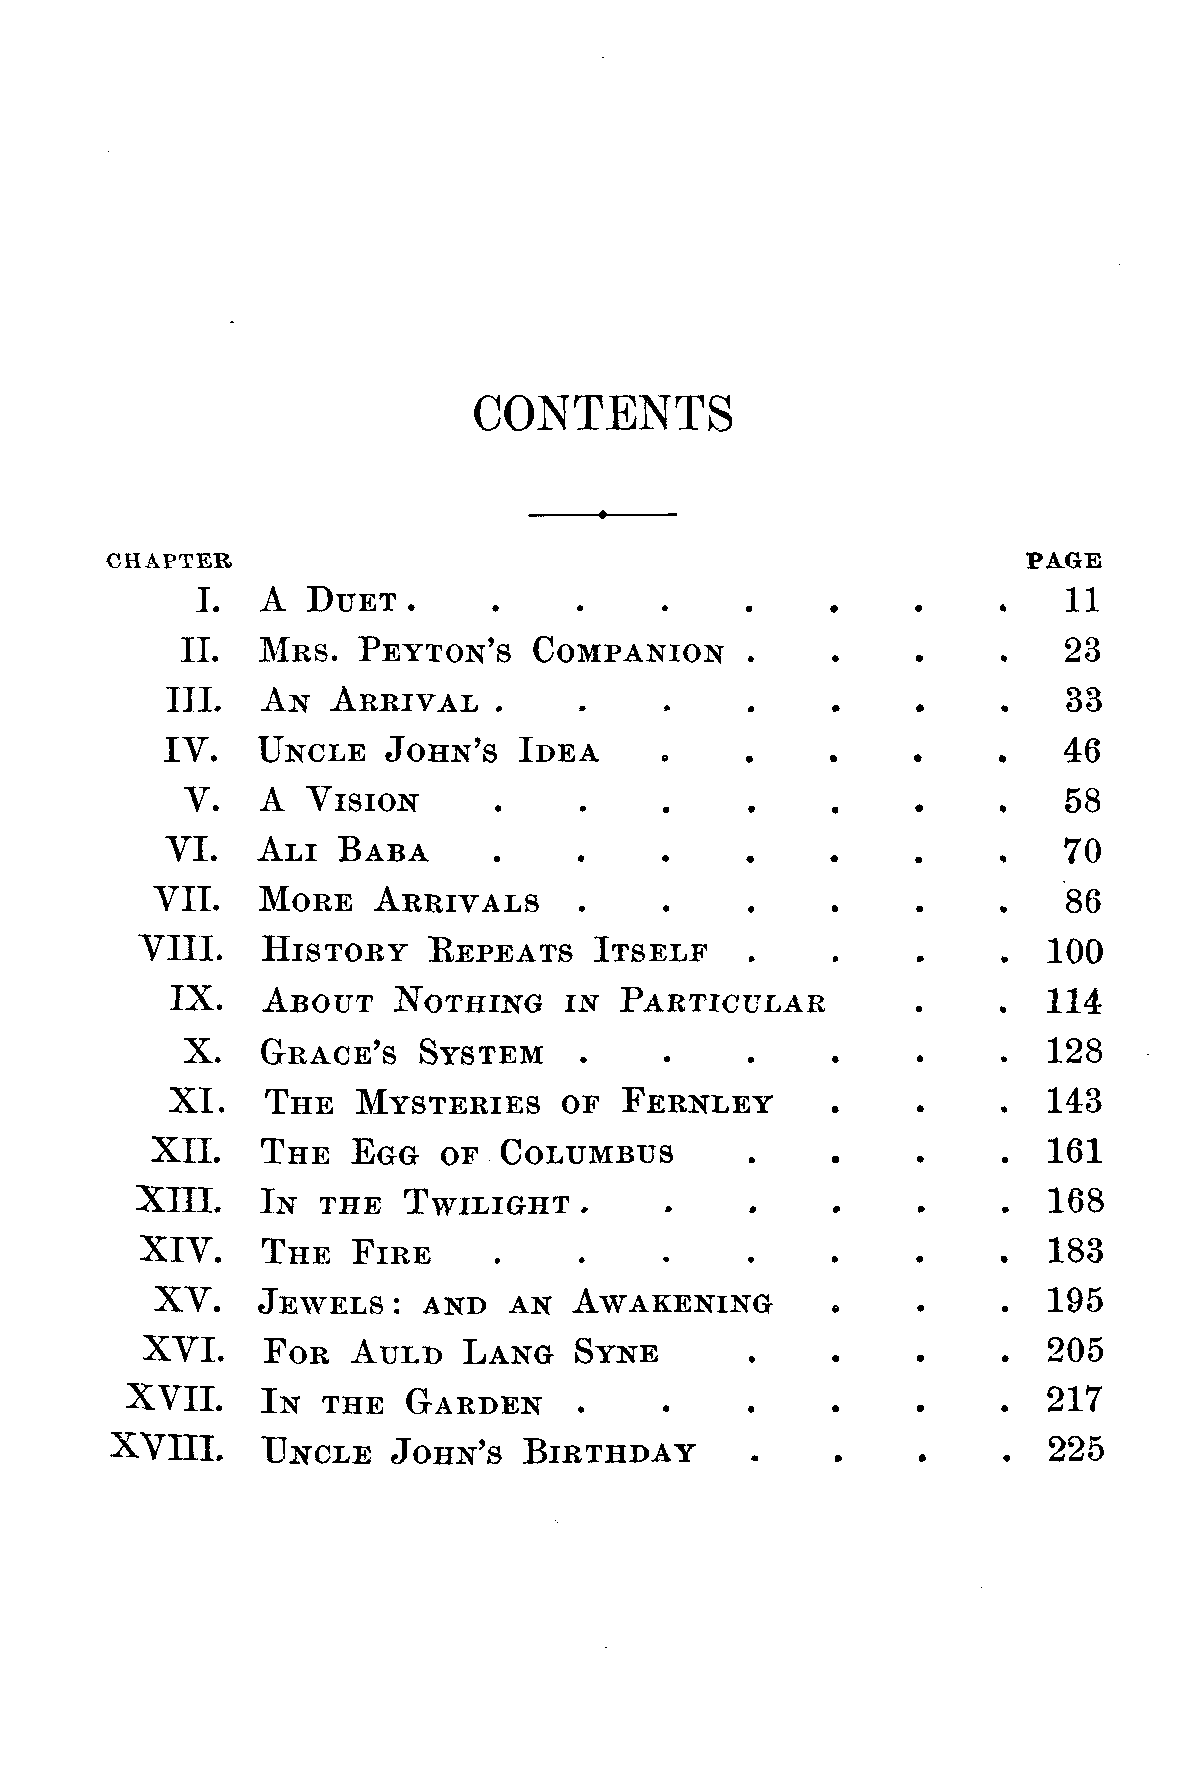 CONTENTS
CHAPTER PAGE
I. A DUET . . . . . . . . 11
II. MRS. PEYTON'S COMPANION . . . . 23
III. AN ARRIVAL . . . . . . . 33
IV. UNCLE JOHN'S IDEA . . . . . 46
V. A VISION . . . . . . . 58
VI. ALI BABA . . . . . . . 70
VII. MORE ARRIVALS . . . . . . 86
VIII. HISTORY REPEATS ITSELF . . . . 100
IX. ABOUT NOTHING IN PARTICULAR . . 114
X. GRACE'S SYSTEM . . . . . . 128
XI. THE MYSTERIES OF FERNLEY . . . 143
XII. THE EGG OF COLUMBUS . . . . 161
XIII. IN THE TWILIGHT . . . . . . 168
XIV. THE FIRE . . . . . . . 183
XV. JEWELS: AND AN AWAKENING . . . 195
XVI. FOR AULD LANG SYNE . . . . 205
XVII. IN THE GARDEN . . . . . . 217
XVIII. UNCLE JOHN'S BIRTHDAY . . . . 225